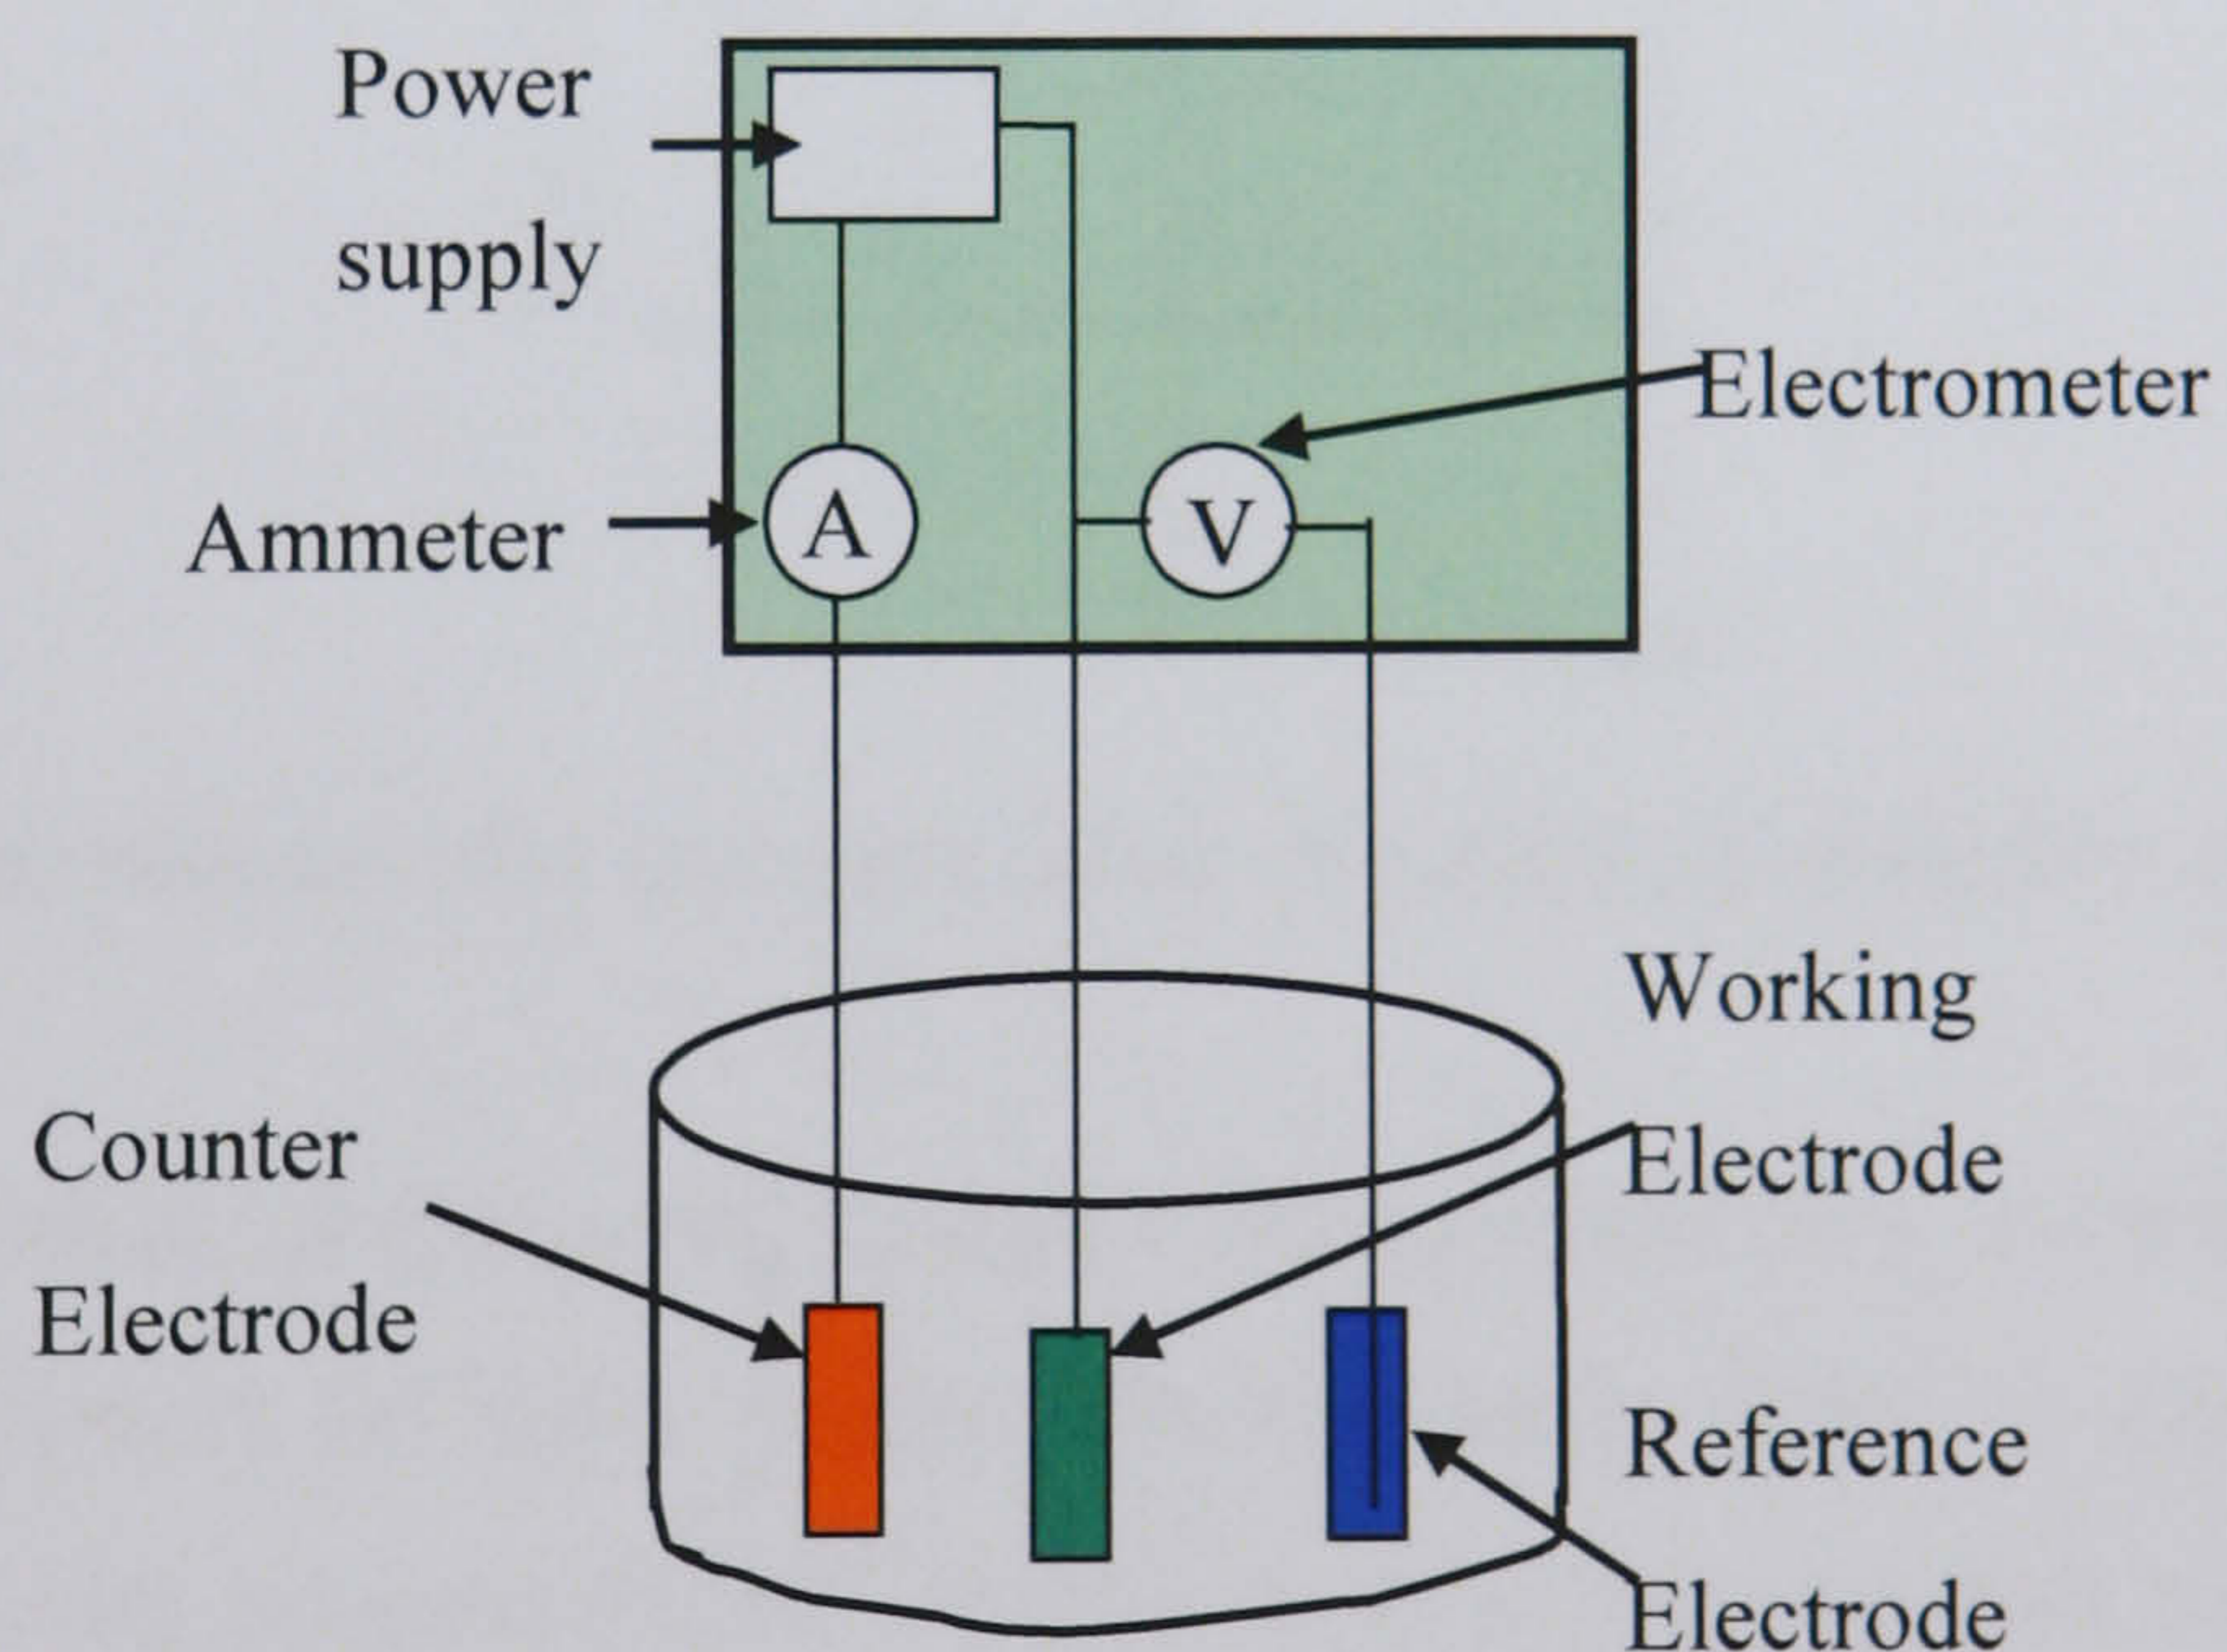 Power
supply
Electrometer
Ammeter
A
V
Working
Electrode
Counter
Electrode
Reference
Electrode